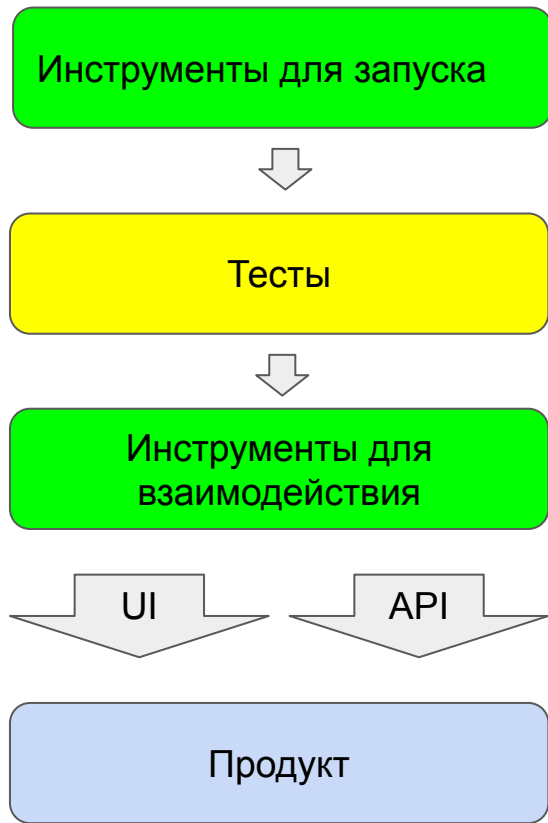 Инструменты для запуска
Тесты
Инструменты для
взаимодействия
UI
API
Продукт